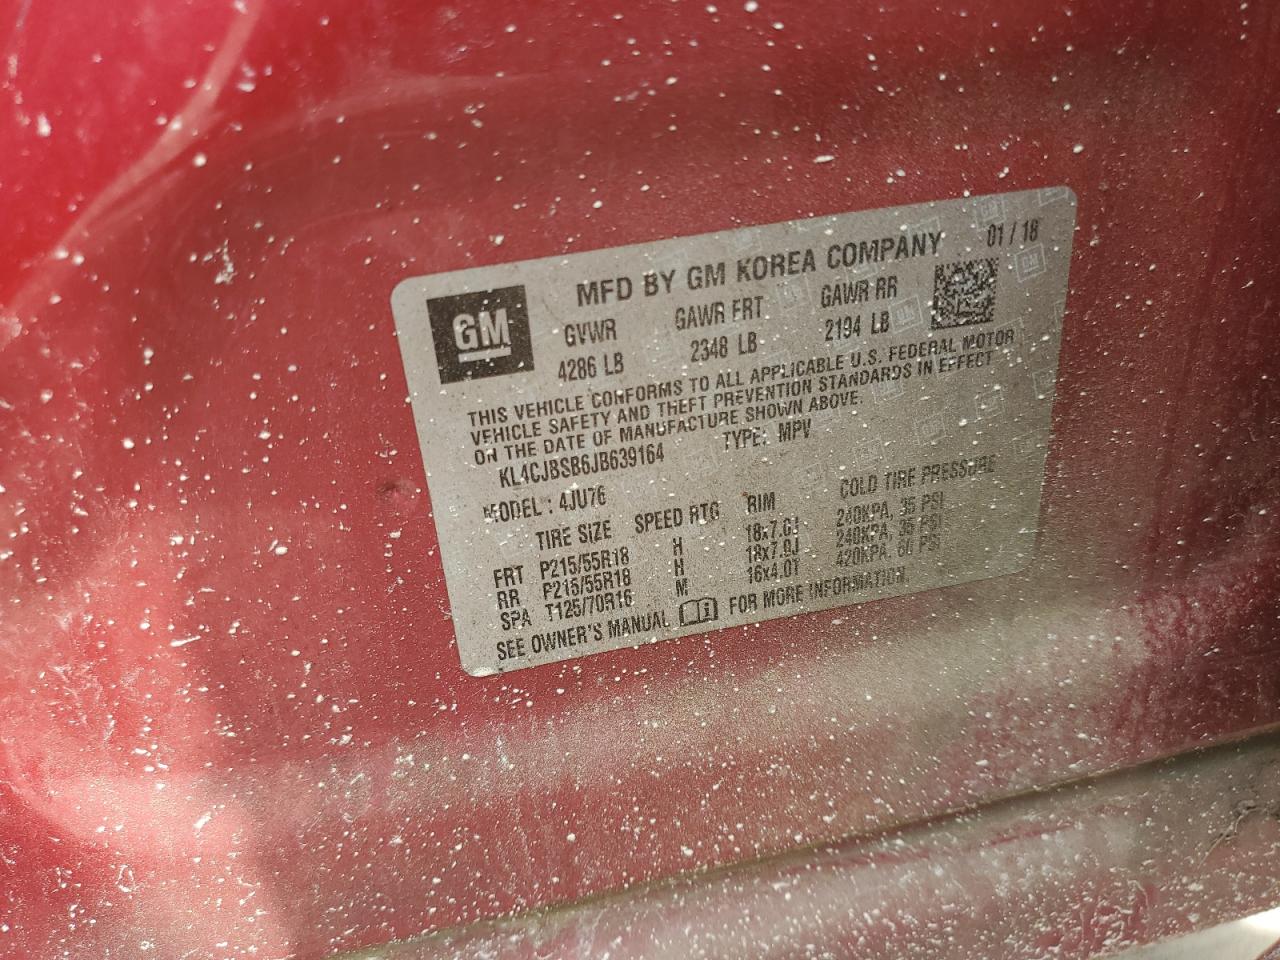 MFD BY GM KOREA COMPANY 01 / 18
GM
GVWR GAWR FRT GAWR RR
4286 LB 2348 LB 2194 LB
THIS VEHICLE CONFORMS TO ALL APPLICABLE U.S. FEDERAL MOTOR
VEHICLE SAFETY AND THEFT PREVENTION STANDARDS IN EFFECT
ON THE DATE OF MANUFACTURE SHOWN ABOVE.
KL4CJBSB6JB639164 TYPE: MPV
MODEL: 4JU76
TIRE SIZE SPEED RTG RIM COLD TIRE PRESSURE
FRT P215/55R18 H 18x7.0J 240KPA, 35 PSI
RR P215/55R18 H 18x7.0J 240KPA, 35 PSI
SPA T125/70R16 M 16x4.0T 420KPA, 60 PSI
SEE OWNER'S MANUAL FOR MORE INFORMATION.